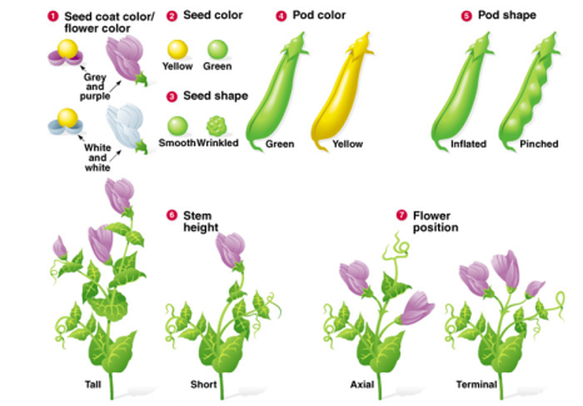 1 Seed coat color/
flower color
Grey
and
purple
White
and
white
2 Seed color
Yellow Green
3 Seed shape
Smooth Wrinkled
4 Pod color
Green Yellow
5 Pod shape
Inflated Pinched
6 Stem
height
Tall Short
7 Flower
position
Axial Terminal